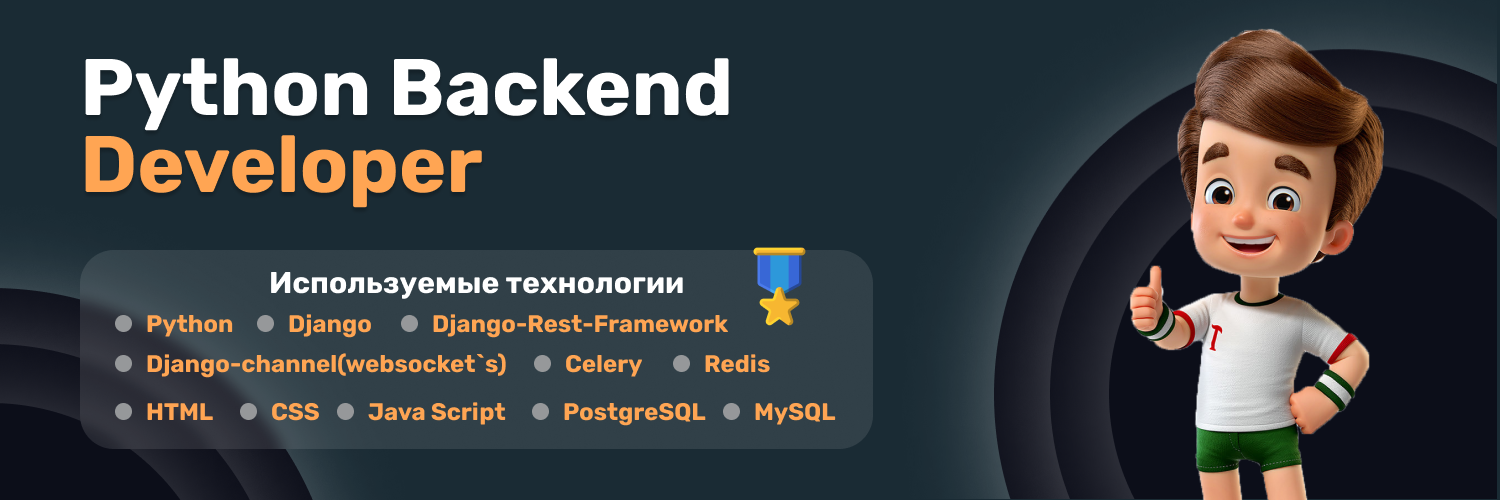 Python Backend
Developer
Используемые технологии
Python Django Django-Rest-Framework
Django-channel(websocket`s) Celery Redis
HTML CSS Java Script PostgreSQL MySQL
T